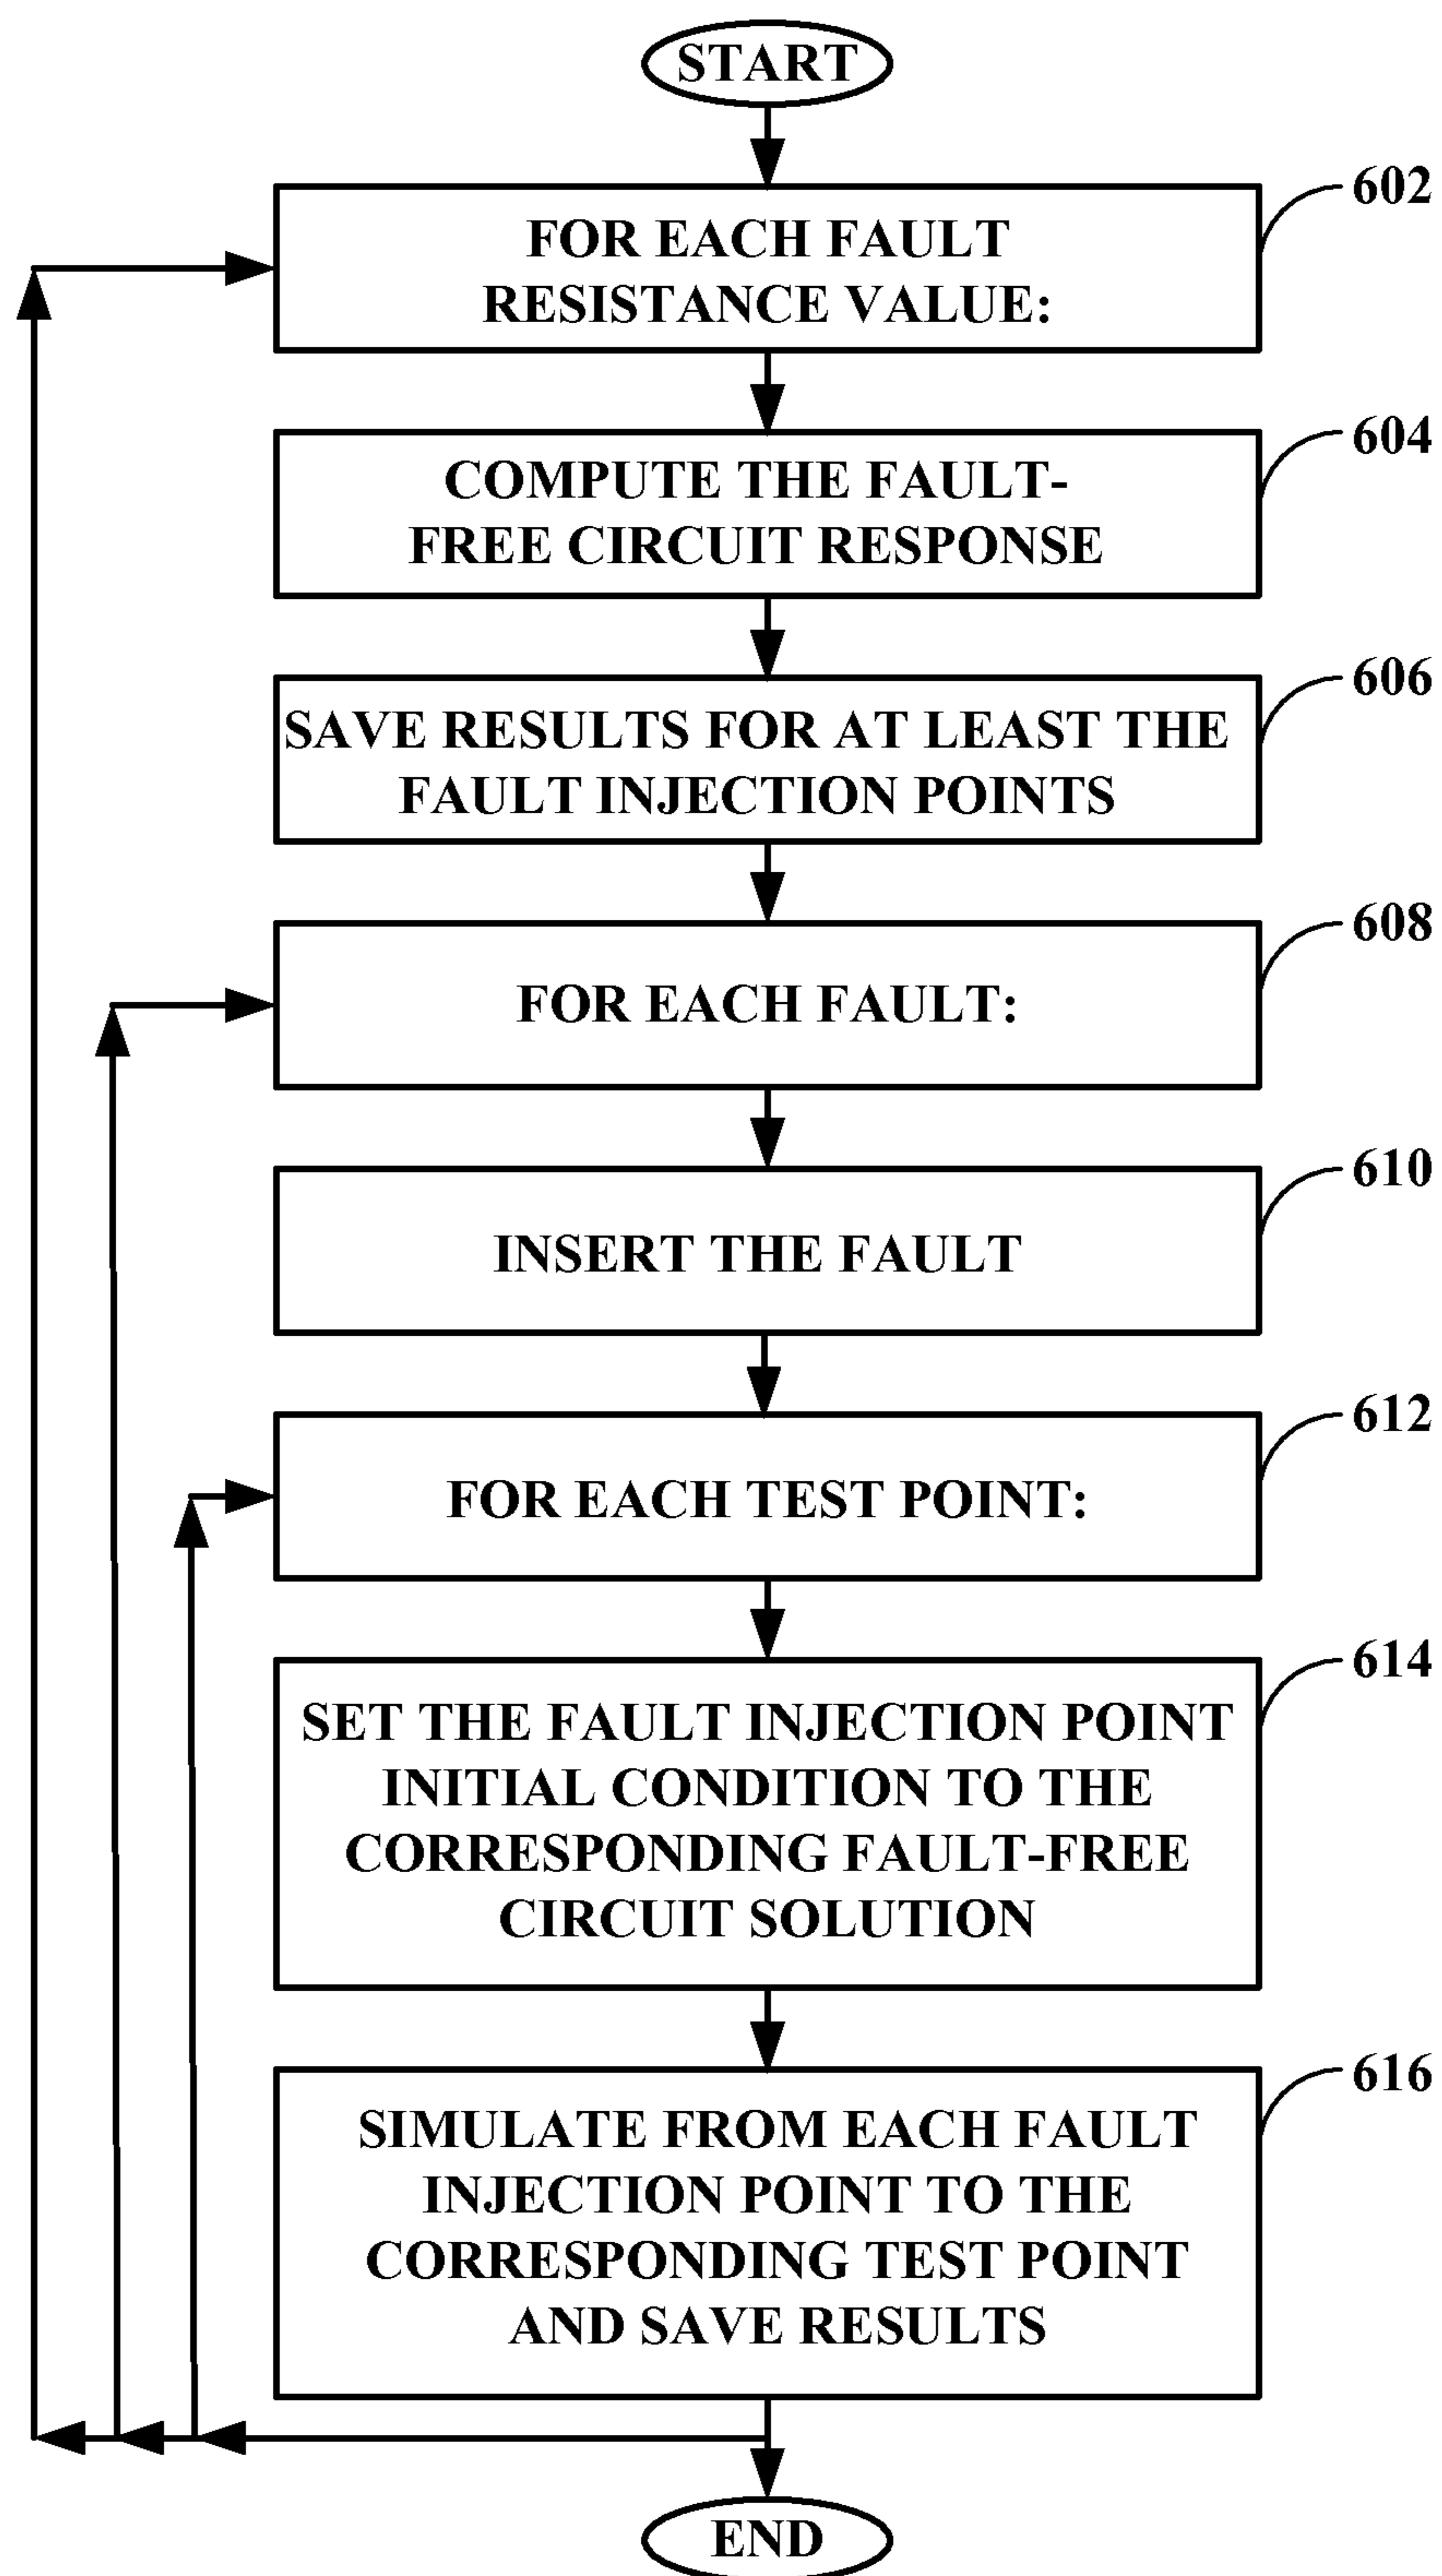 START
602
FOR EACH FAULT
RESISTANCE VALUE:
604
COMPUTE THE FAULT-
FREE CIRCUIT RESPONSE
606
SAVE RESULTS FOR AT LEAST THE
FAULT INJECTION POINTS
608
FOR EACH FAULT:
610
INSERT THE FAULT
612
FOR EACH TEST POINT:
614
SET THE FAULT INJECTION POINT
INITIAL CONDITION TO THE
CORRESPONDING FAULT-FREE
CIRCUIT SOLUTION
616
SIMULATE FROM EACH FAULT
INJECTION POINT TO THE
CORRESPONDING TEST POINT
AND SAVE RESULTS
END